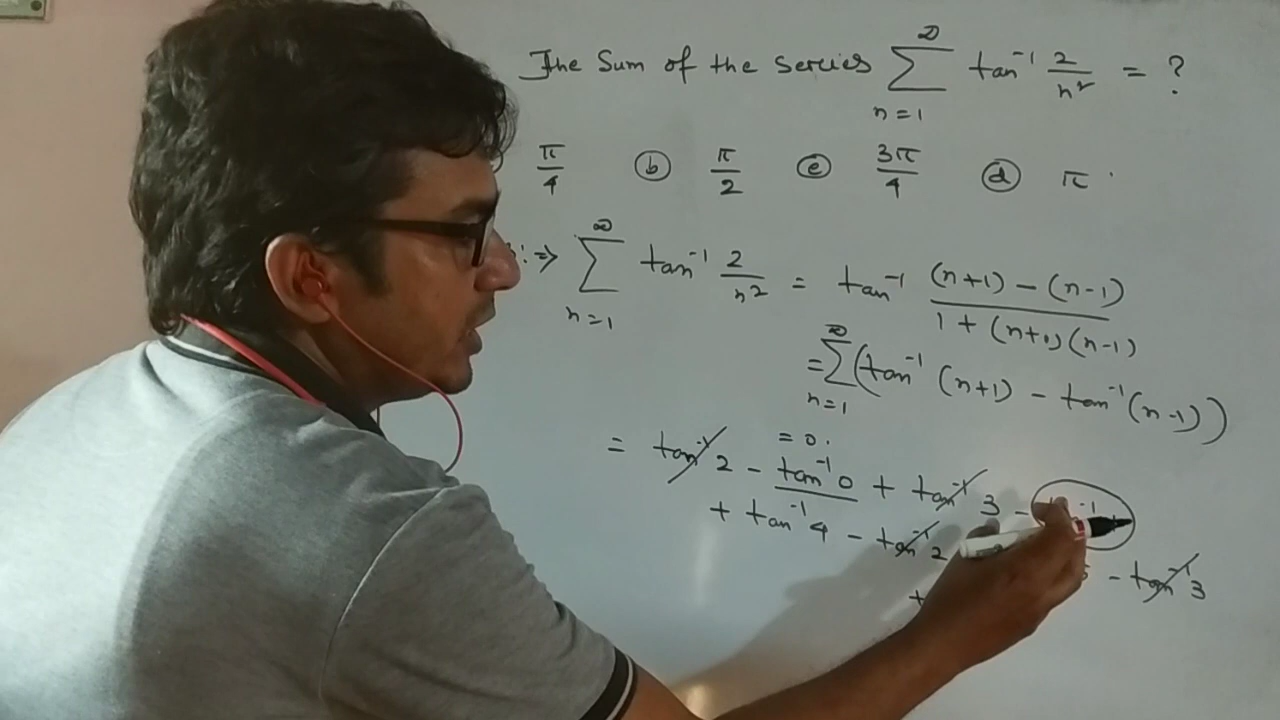 The Sum of the series ∑ n=1 ∞ tan⁻¹ 2/n² = ?
π/4 (b) π/2 (c) 3π/4 (d) π .
:⇒ ∑ n=1 ∞ tan⁻¹ 2/n² = tan⁻¹ (n+1) - (n-1) / 1 + (n+1)(n-1)
= ∑ n=1 ∞ (tan⁻¹ (n+1) - tan⁻¹ (n-1))
= 0.
= tan⁻¹ 2 - tan⁻¹ 0 + tan⁻¹ 3 -
+ tan⁻¹ 4 - tan⁻¹ 2
- tan⁻¹ 3
+